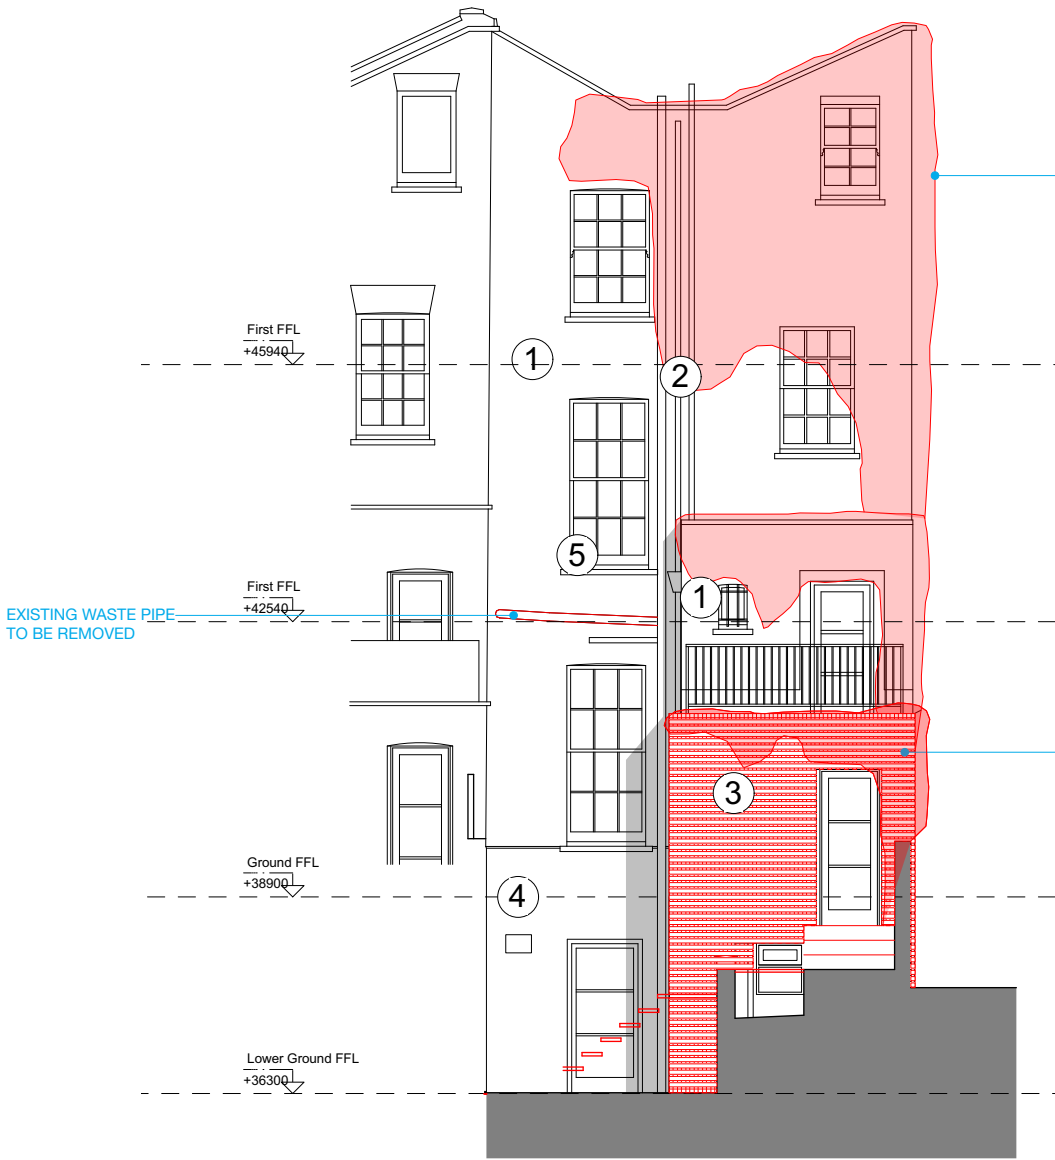 First FFL
+45940
1
2
5
First FFL
+42540
1
EXISTING WASTE PIPE
TO BE REMOVED
3
Ground FFL
+38900
4
Lower Ground FFL
+36300